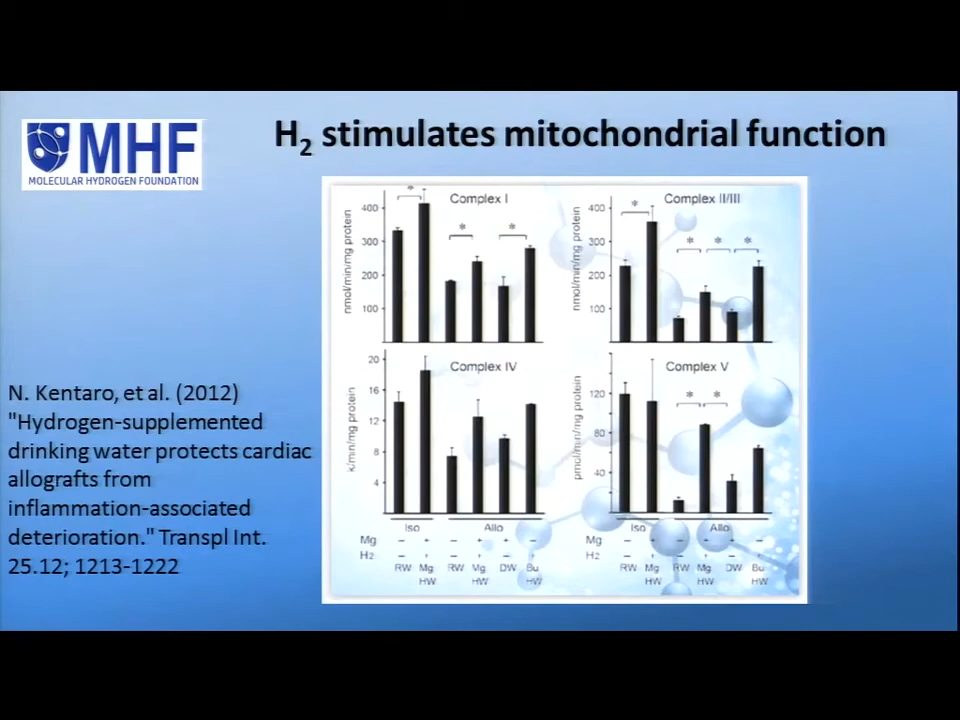 MHF
MOLECULAR HYDROGEN FOUNDATION
H₂ stimulates mitochondrial function
N. Kentaro, et al. (2012)
"Hydrogen-supplemented
drinking water protects cardiac
allografts from
inflammation-associated
deterioration." Transpl Int.
25.12; 1213-1222
Complex I
nmol/min/mg protein
400
300
200
100
* * *
Complex II/III
nmol/min/mg protein
400
300
200
100
* * * *
Complex IV
k/min/mg protein
20
16
12
8
4
Iso Allo
Mg − + − + + −
H₂ − + − + − +
RW Mg HW RW Mg HW DW Bu HW
Complex V
pmol/min/mg protein
120
80
40
* *
Iso Allo
Mg − + − + + −
H₂ − + − + − +
RW Mg HW RW Mg HW DW Bu HW